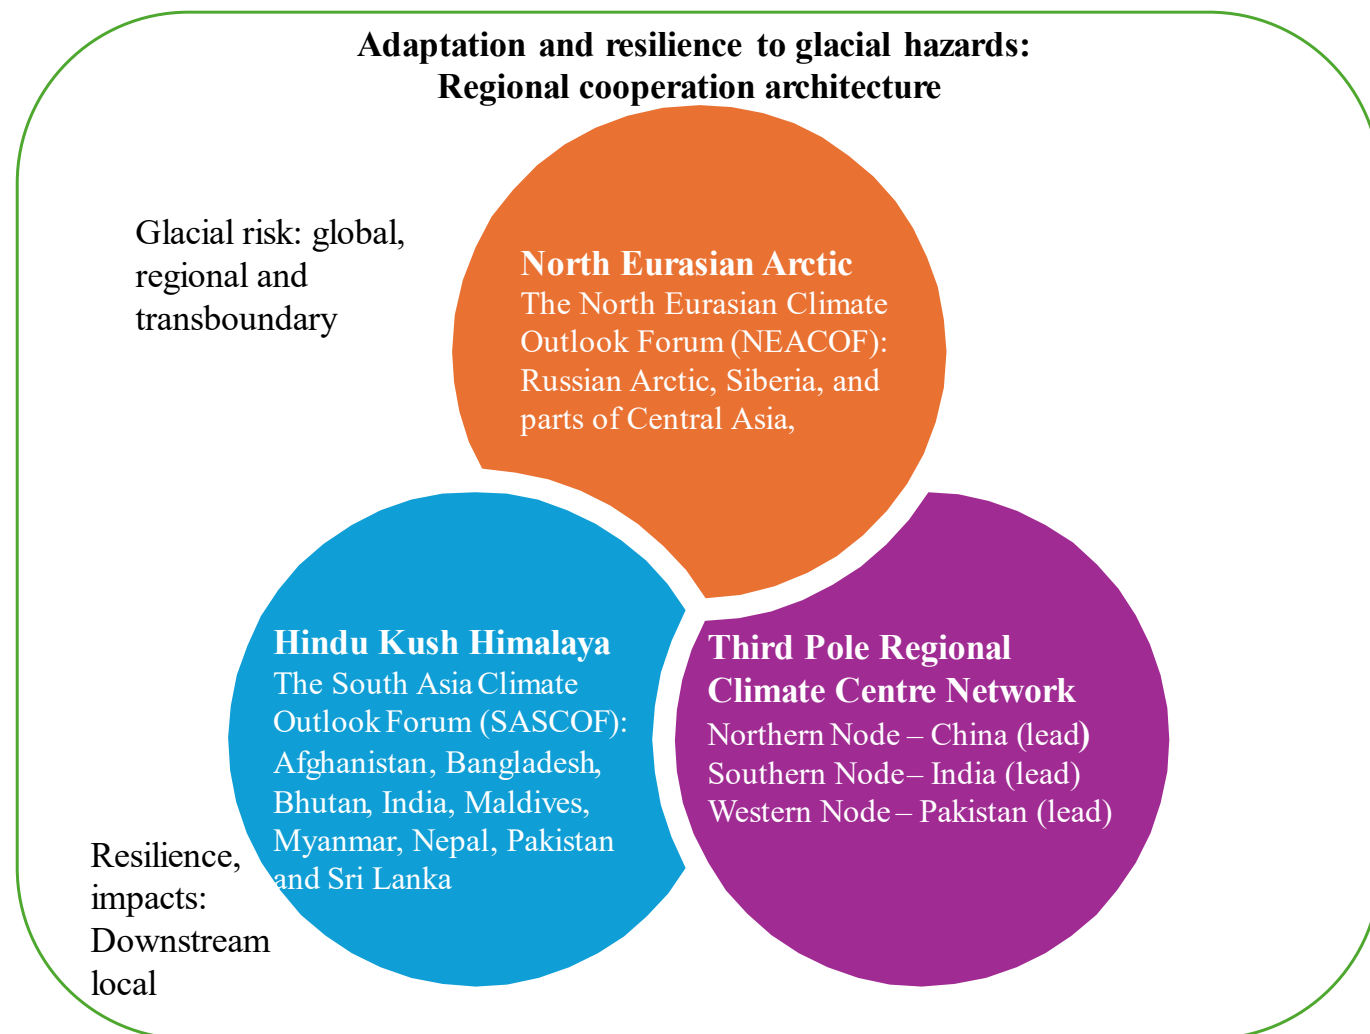 Adaptation and resilience to glacial hazards:
Regional cooperation architecture
Glacial risk: global,
regional and
transboundary
North Eurasian Arctic
The North Eurasian Climate
Outlook Forum (NEACOF):
Russian Arctic, Siberia, and
parts of Central Asia,
Hindu Kush Himalaya
The South Asia Climate
Outlook Forum (SASCOF):
Afghanistan, Bangladesh,
Bhutan, India, Maldives,
Myanmar, Nepal, Pakistan
and Sri Lanka
Third Pole Regional
Climate Centre Network
Northern Node – China (lead)
Southern Node – India (lead)
Western Node – Pakistan (lead)
Resilience,
impacts:
Downstream
local